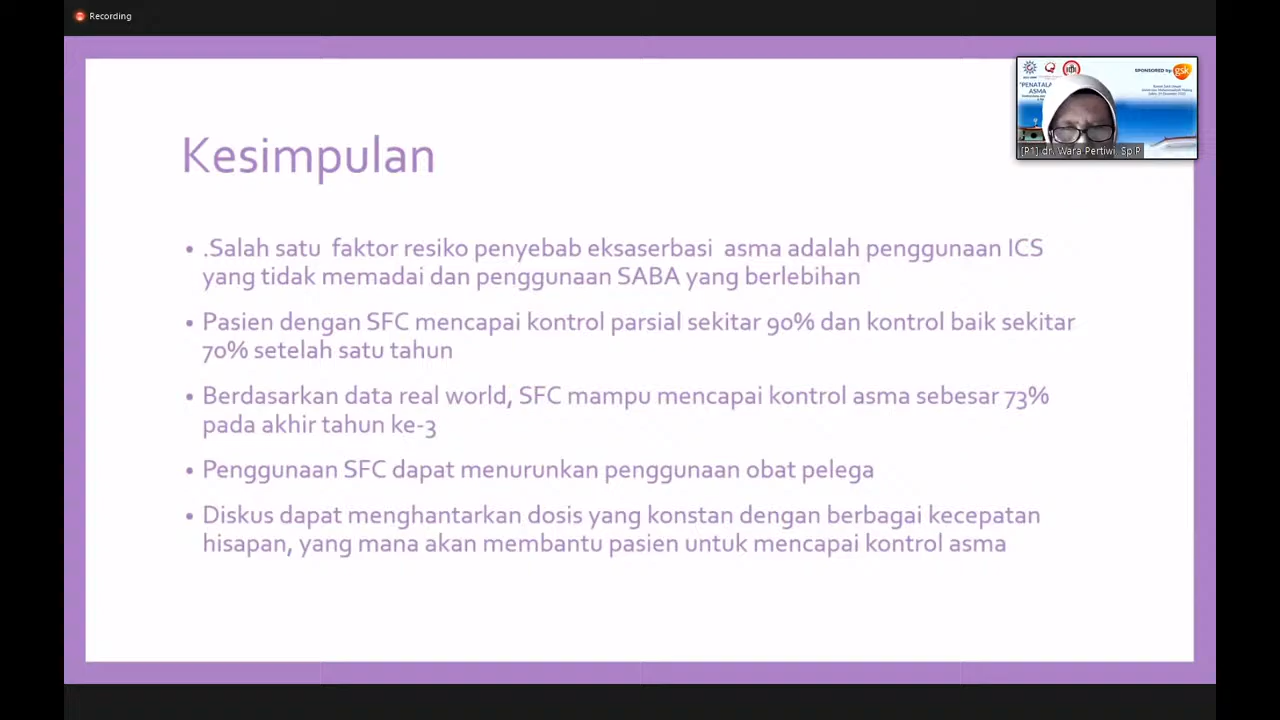 Recording
SPONSORED by: gsk
"PENATALA
ASMA
[P1] dr. Wara Pertiwi, SpP
Kesimpulan
• .Salah satu faktor resiko penyebab eksaserbasi asma adalah penggunaan ICS
yang tidak memadai dan penggunaan SABA yang berlebihan
• Pasien dengan SFC mencapai kontrol parsial sekitar 90% dan kontrol baik sekitar
70% setelah satu tahun
• Berdasarkan data real world, SFC mampu mencapai kontrol asma sebesar 73%
pada akhir tahun ke-3
• Penggunaan SFC dapat menurunkan penggunaan obat pelega
• Diskus dapat menghantarkan dosis yang konstan dengan berbagai kecepatan
hisapan, yang mana akan membantu pasien untuk mencapai kontrol asma